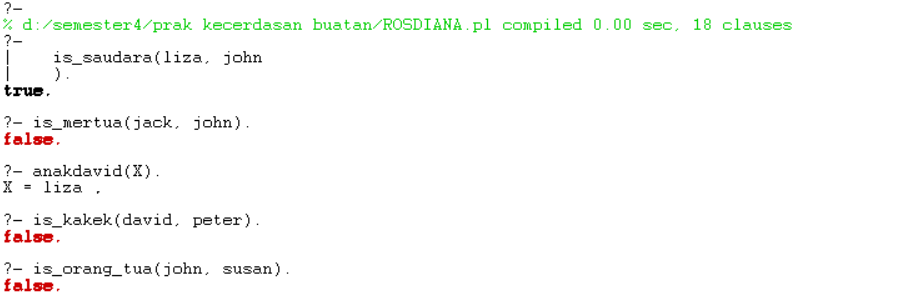 ?-
% d:/semester4/prak kecerdasan buatan/ROSDIANA.pl compiled 0.00 sec, 18 clauses
?-
|    is_saudara(liza, john
|    ).
true.
?- is_mertua(jack, john).
false.
?- anakdavid(X).
X = liza .
?- is_kakek(david, peter).
false.
?- is_orang_tua(john, susan).
false.